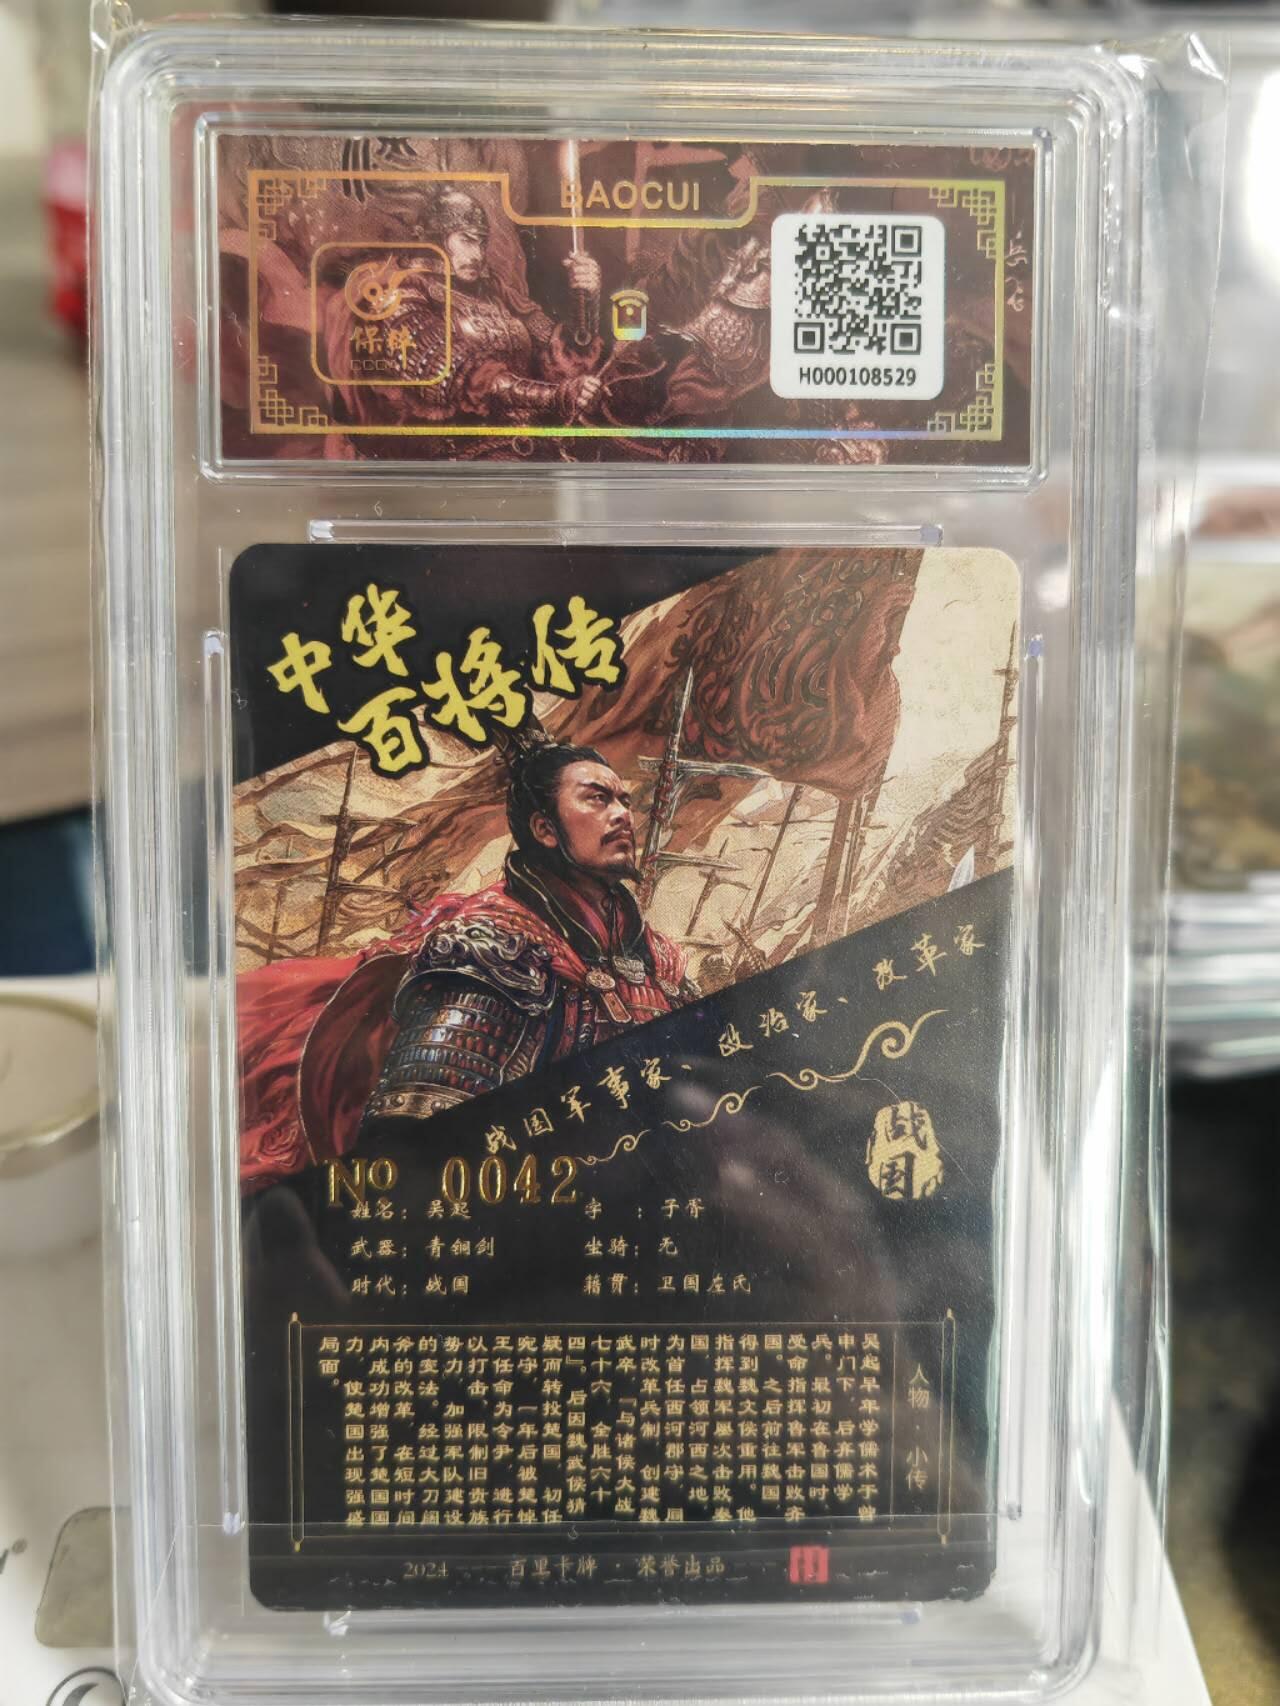 BAOCUI
保粹
CCCC
H000108529
中华
百将传
战国军事家、政治家、改革家
战国
No 0042
姓名：吴起 字：子胥
武器：青铜剑 坐骑：无
时代：战国 籍贯：卫国左氏
人物·小传
吴起早年学儒术于曾
申门下，后弃儒学
兵。最初在鲁国时，
受命指挥鲁军击败齐
国。之后前往魏国，
得到魏文侯重用。他
指挥魏军屡次击败秦
国，占领河西之地，
为首任西河郡守，同
时改革兵制，创建魏
武卒，「与诸侯大战
七十六，全胜六十
四』。后因魏武侯猜
疑而转投楚国，初任
宛守，一年后被楚悼
王任命为令尹，进行
以打击、限制旧贵族
势力，加强军队建设
的变法。经过大刀阔
斧的改革，在短时间
内成功增强了楚国国
力，使楚国出现强盛
局面。
2024 百里卡牌·荣誉出品